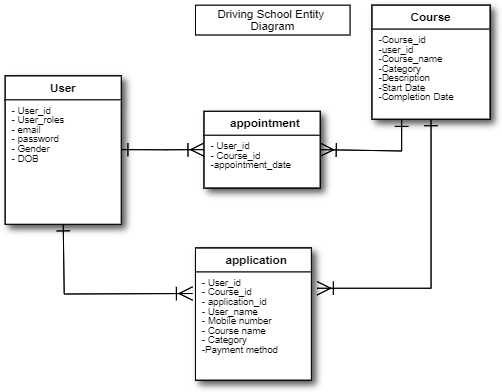 Driving School Entity
Diagram
Course
-Course_id
-user_id
-Course_name
-Category
-Description
-Start Date
-Completion Date
User
- User_id
- User_roles
- email
- password
- Gender
- DOB
appointment
- User_id
- Course_id
-appointment_date
application
- User_id
- Course_id
- application_id
- User_name
- Mobile number
- Course name
- Category
-Payment method